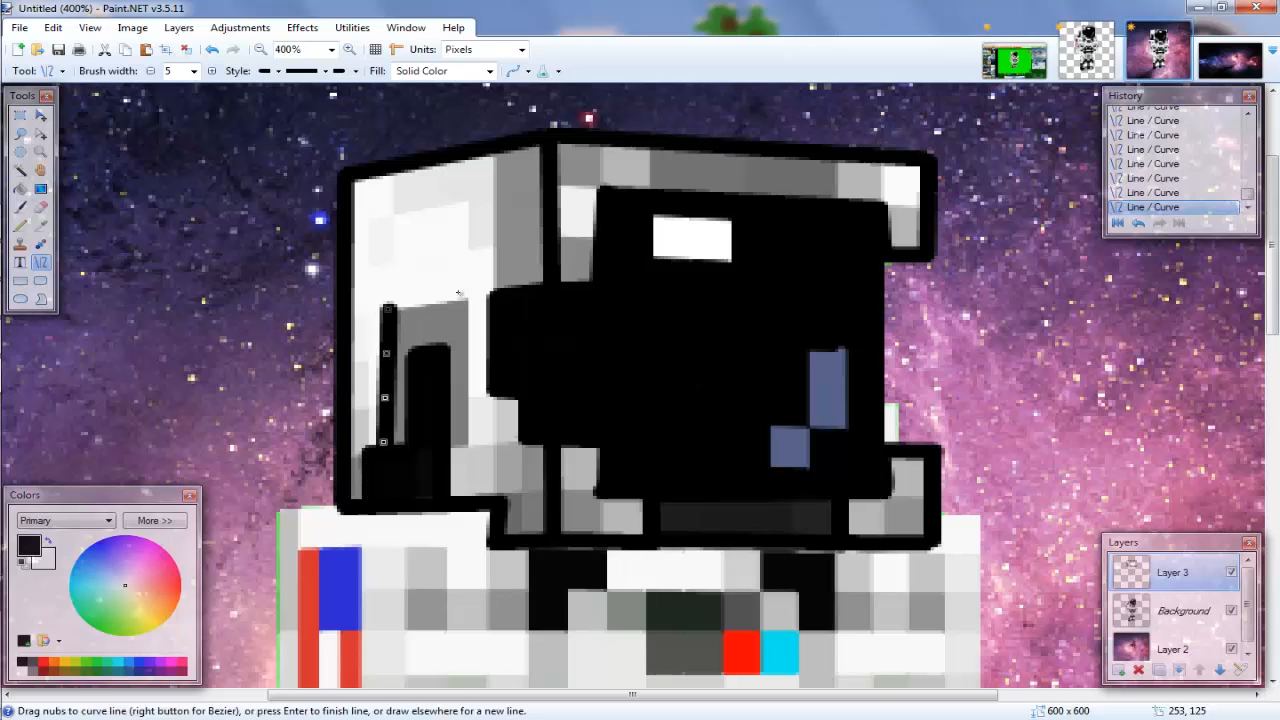 Untitled (400%) - Paint.NET v3.5.11
File Edit View Image Layers Adjustments Effects Utilities Window Help
400% Units: Pixels
Tool: Brush width: 5 Style: Fill: Solid Color
Tools
History
Line / Curve
Line / Curve
Line / Curve
Line / Curve
Line / Curve
Line / Curve
Line / Curve
Line / Curve
Colors
Primary More >>
Layers
Layer 3
Background
Layer 2
Drag nubs to curve line (right button for Bezier), or press Enter to finish line, or draw elsewhere for a new line. 600 x 600 253, 125